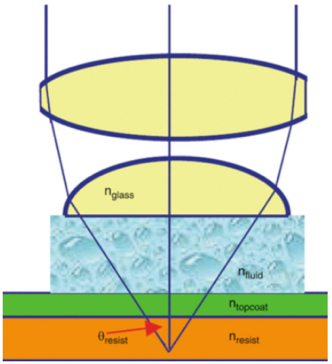 nglass
nfluid
ntopcoat
θresist nresist